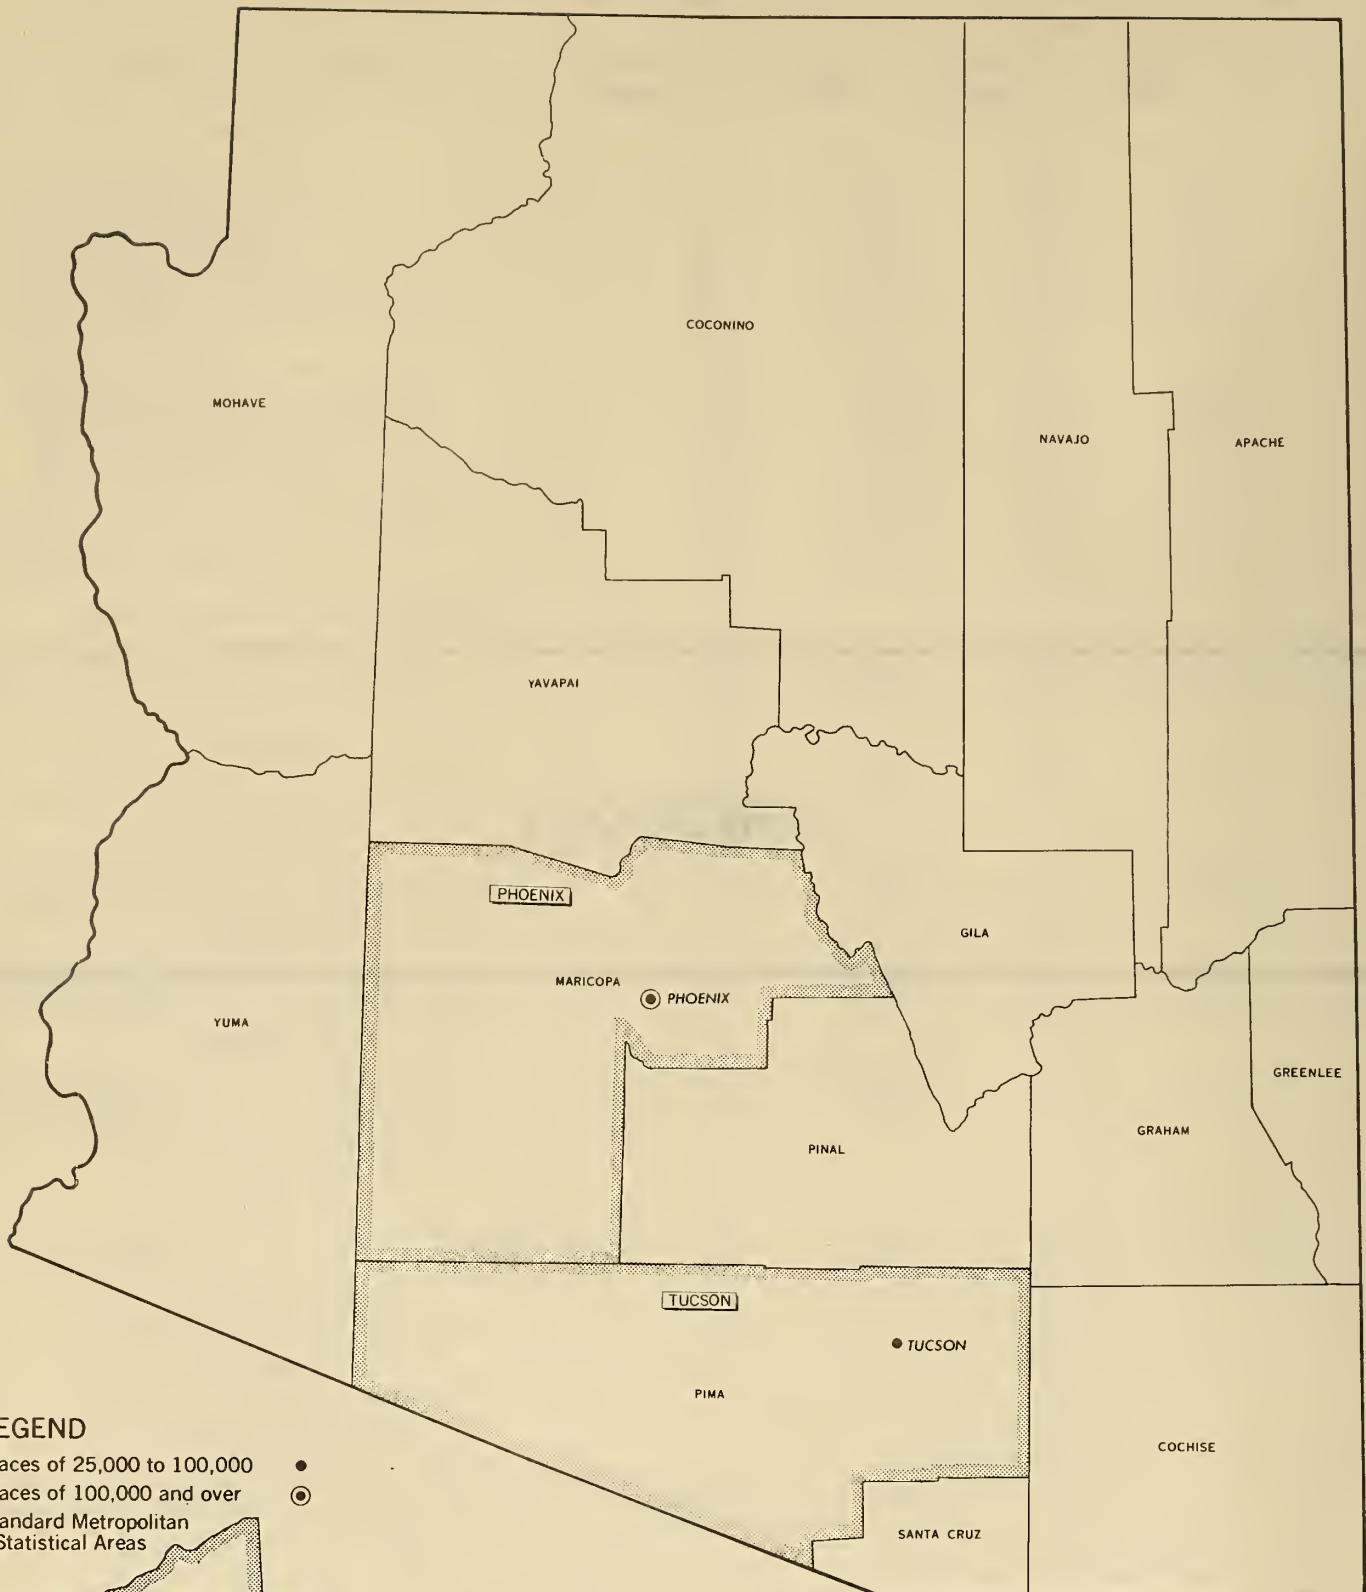 COCONINO
MOHAVE
NAVAJO
APACHE
YAVAPAI
PHOENIX
GILA
MARICOPA
PHOENIX
YUMA
GREENLEE
GRAHAM
PINAL
TUCSON
TUCSON
PIMA
COCHISE
SANTA CRUZ
EGEND
aces of 25,000 to 100,000
aces of 100,000 and over
andard Metropolitan
Statistical Areas